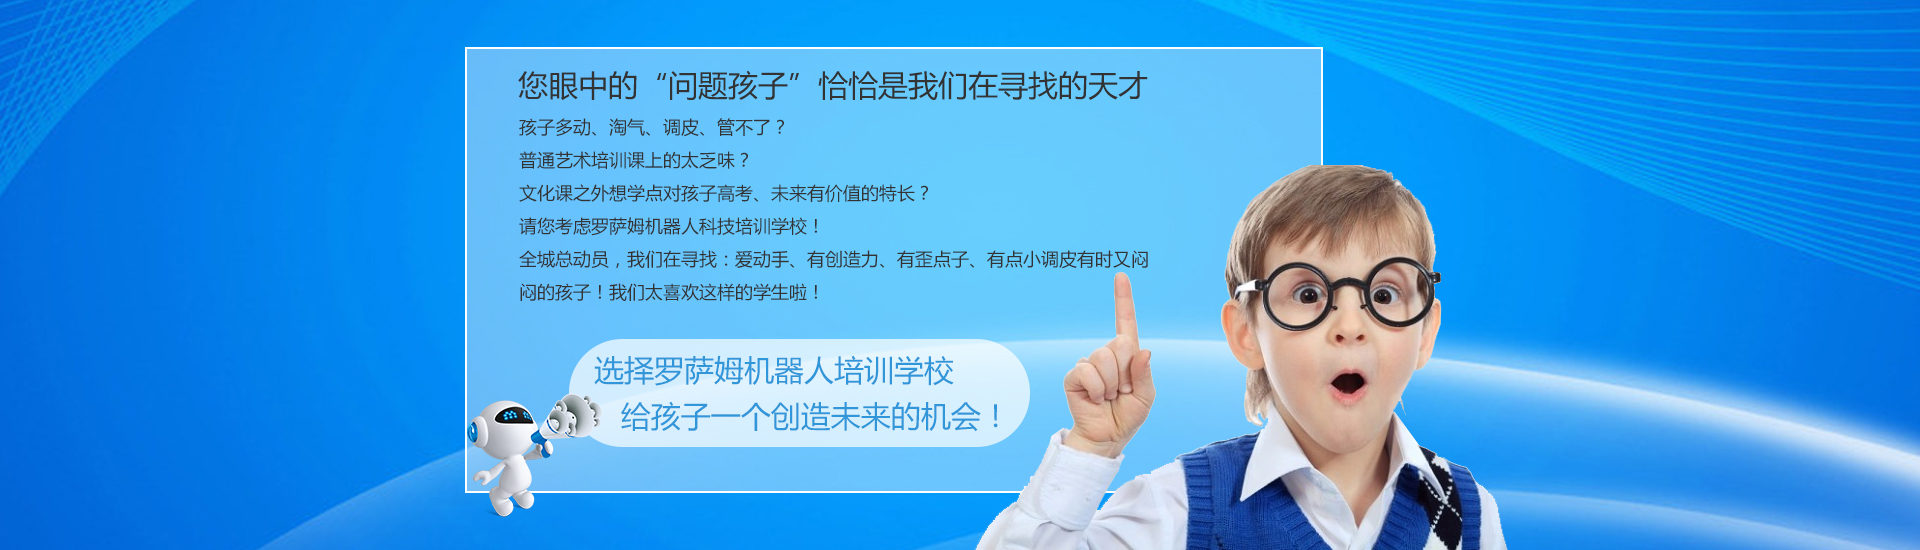 您眼中的“问题孩子”恰恰是我们在寻找的天才
孩子多动、淘气、调皮、管不了？
普通艺术培训课上的太乏味？
文化课之外想学点对孩子高考、未来有价值的特长？
请您考虑罗萨姆机器人科技培训学校！
全城总动员，我们在寻找：爱动手、有创造力、有歪点子、有点小调皮有时又闷
闷的孩子！我们太喜欢这样的学生啦！
选择罗萨姆机器人培训学校
给孩子一个创造未来的机会！